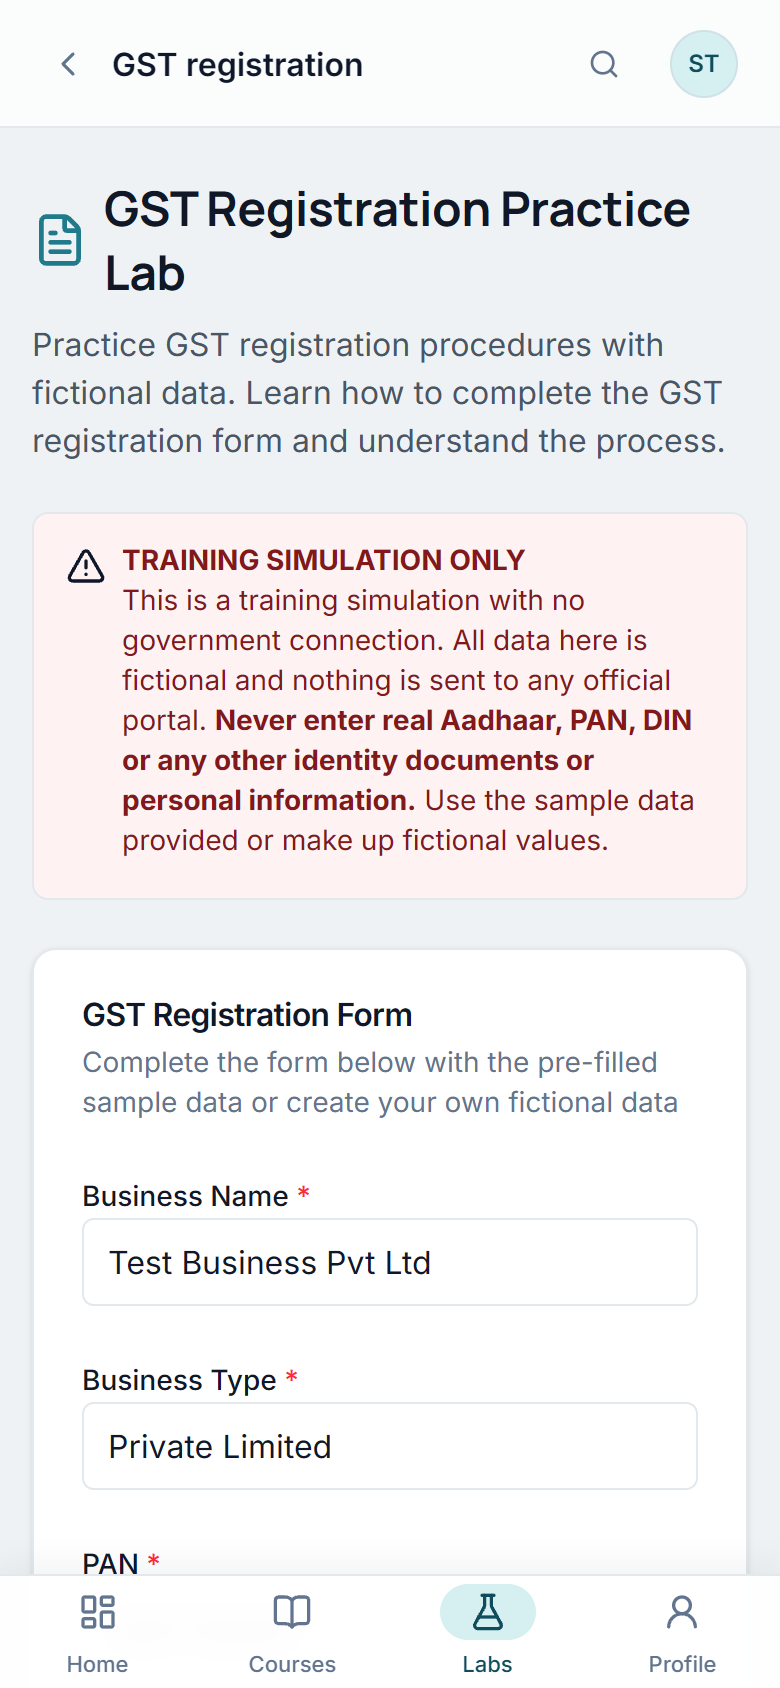 GST registration
ST
GST Registration Practice
Lab
Practice GST registration procedures with
fictional data. Learn how to complete the GST
registration form and understand the process.
TRAINING SIMULATION ONLY
This is a training simulation with no
government connection. All data here is
fictional and nothing is sent to any official
portal. Never enter real Aadhaar, PAN, DIN
or any other identity documents or
personal information. Use the sample data
provided or make up fictional values.
GST Registration Form
Complete the form below with the pre-filled
sample data or create your own fictional data
Business Name *
Test Business Pvt Ltd
Business Type *
Private Limited
PAN *
Home
Courses
Labs
Profile